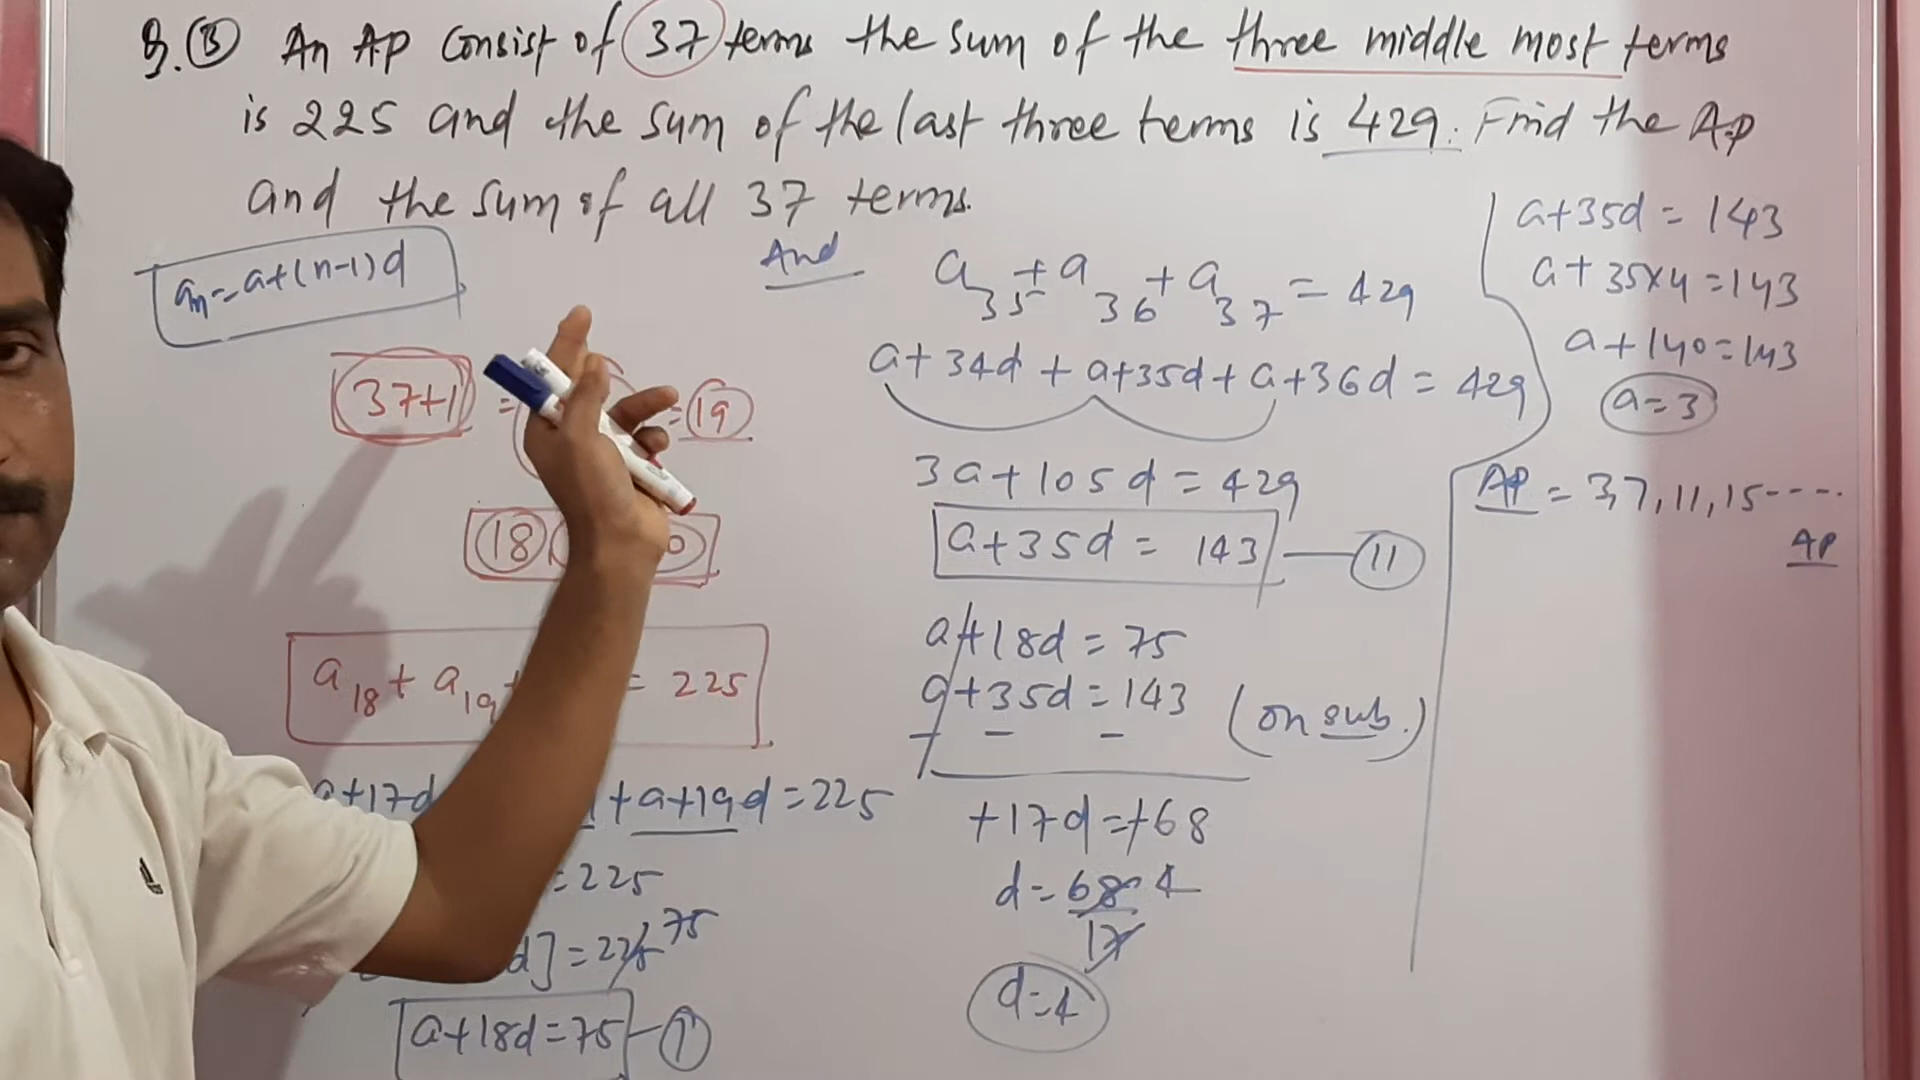 Q.(3) An AP consist of 37 terms the sum of the three middle most terms
is 225 and the sum of the last three terms is 429. Find the A.P
and the sum of all 37 terms.
an = a+(n-1)d
37+1 = = 19
18
a18 + a19 + = 225
a+17d +a+19d = 225
= 225
d] = 225 75
a+18d = 75 (1)
And
a35 + a36 + a37 = 429
a+34d + a+35d + a+36d = 429
3a+105d = 429
a+35d = 143 (11)
a+18d = 75
a+35d = 143 (on sub.)
- - -
+17d = +68
d = 68 4
17
d = 4
a+35d = 143
a+35×4 = 143
a+140 = 143
a = 3
AP = 3,7,11,15----.
AP